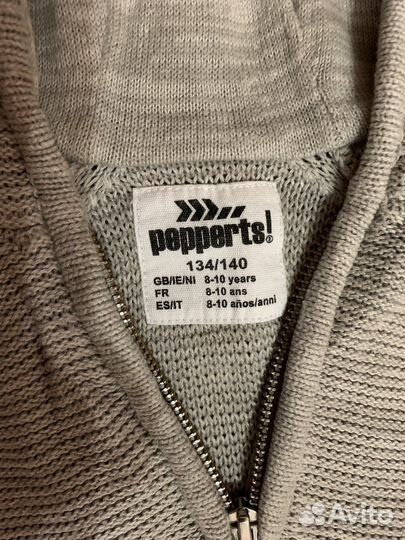 pepperts!®
134/140
GB/IE/NI 8-10 years
FR 8-10 ans
ES/IT 8-10 años/anni
Avito